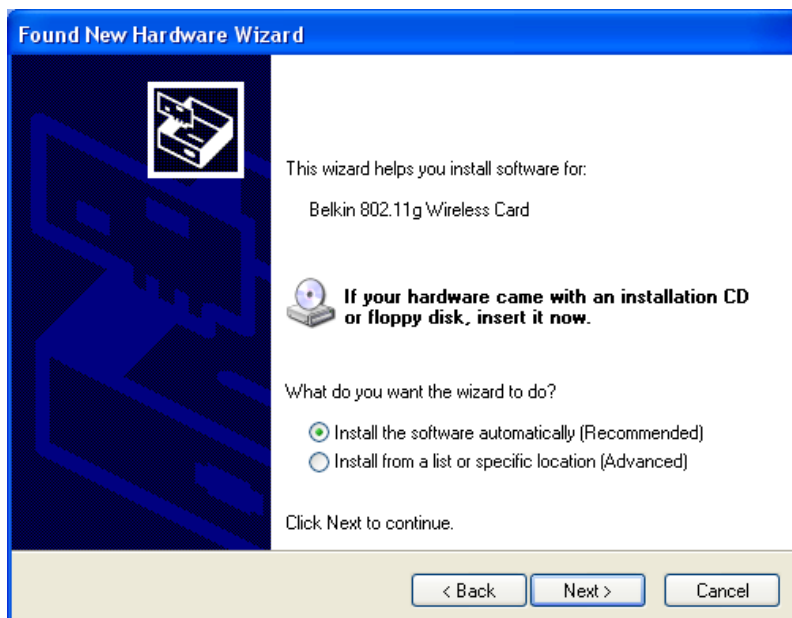 Found New Hardware Wizard
This wizard helps you install software for:
Belkin 802.11g Wireless Card
If your hardware came with an installation CD
or floppy disk, insert it now.
What do you want the wizard to do?
Install the software automatically (Recommended)
Install from a list or specific location (Advanced)
Click Next to continue.
< Back
Next >
Cancel